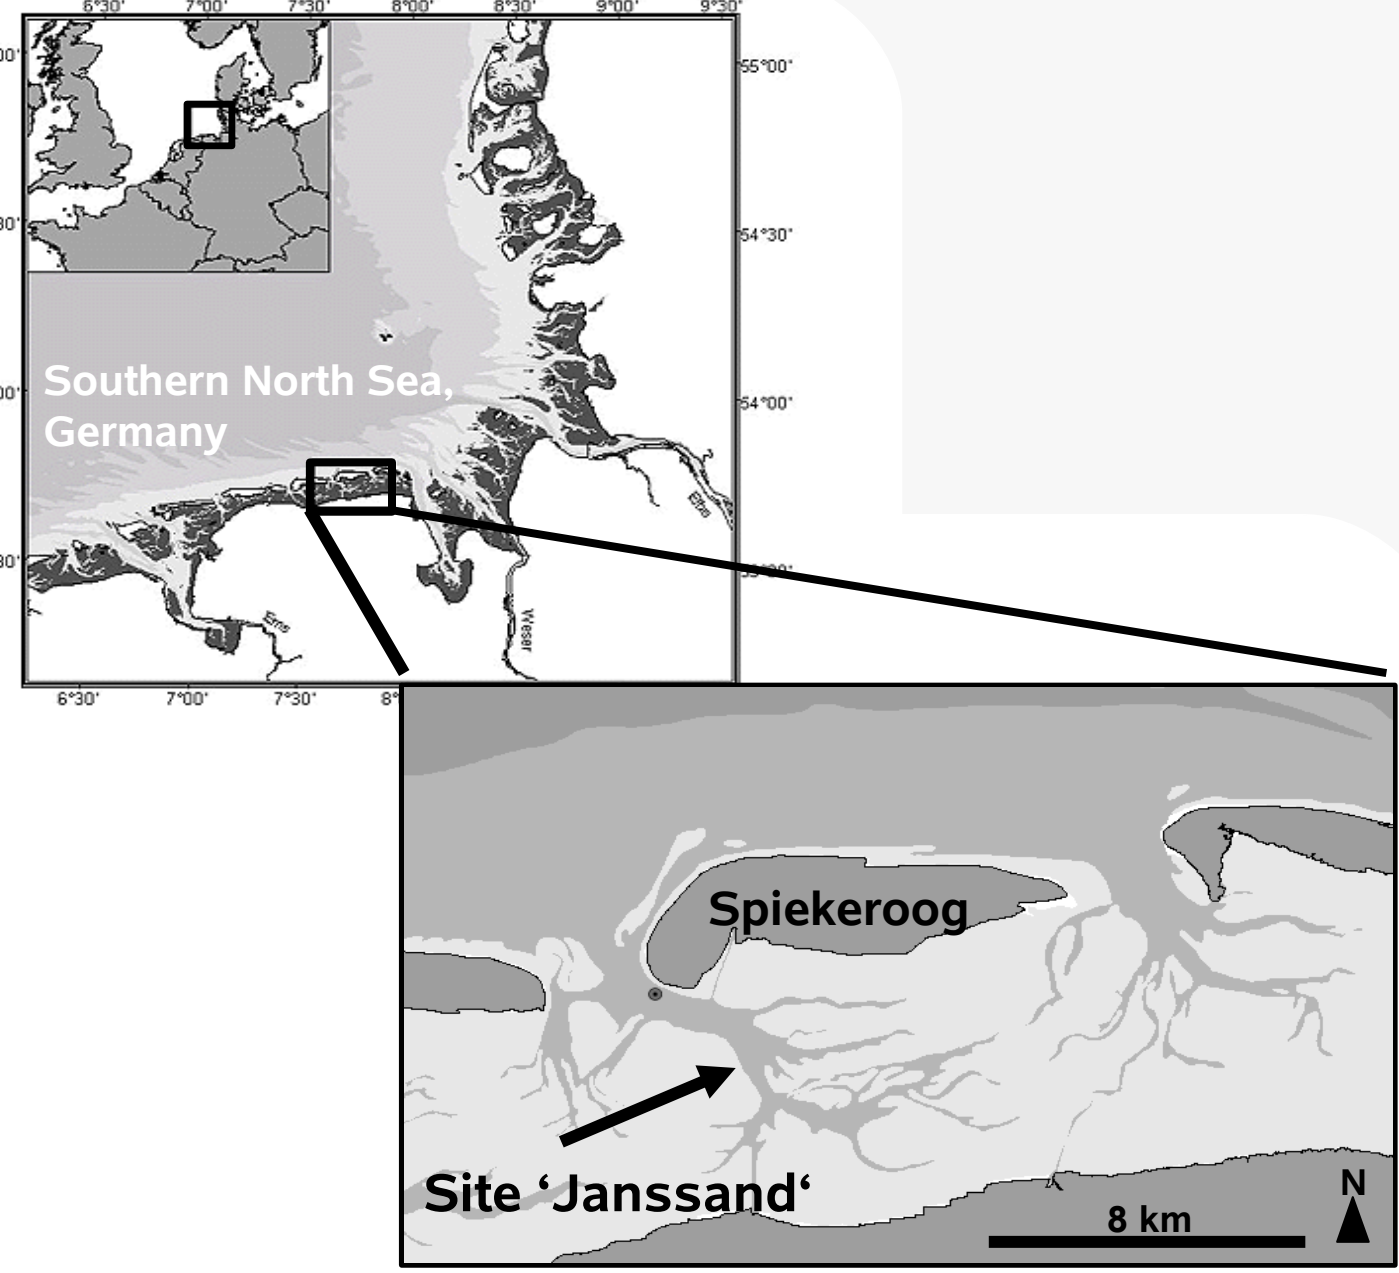 6°30' 7°00' 7°30' 8°00' 8°30' 9°00' 9°30'
55°00'
54°30'
Southern North Sea,
Germany
54°00'
Elbe
Ems
Weser
6°30' 7°00' 7°30' 8°
Spiekeroog
Site ‘Janssand‘
N
8 km